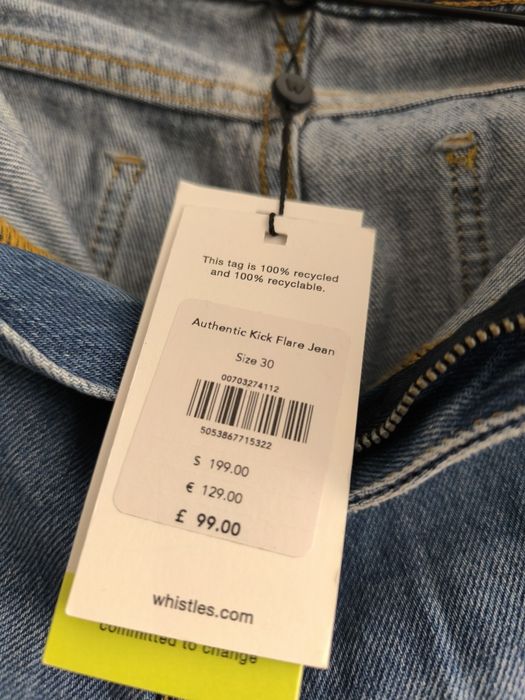 W
This tag is 100% recycled
and 100% recyclable.
Authentic Kick Flare Jean
Size 30
00703274112
5053867715322
$ 199.00
€ 129.00
£ 99.00
whistles.com
committed to change